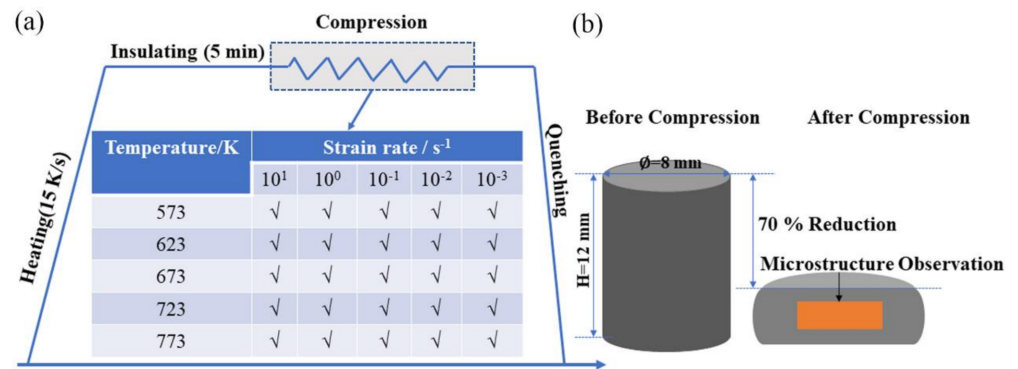 (a)
Compression
Insulating (5 min)
Heating(15 K/s)
Quenching
Temperature/K Strain rate / s-1
10¹ 10⁰ 10-1 10-2 10-3
573 √ √ √ √ √
623 √ √ √ √ √
673 √ √ √ √ √
723 √ √ √ √ √
773 √ √ √ √ √
(b)
Before Compression After Compression
Ø=8 mm
H=12 mm
70 % Reduction
Microstructure Observation